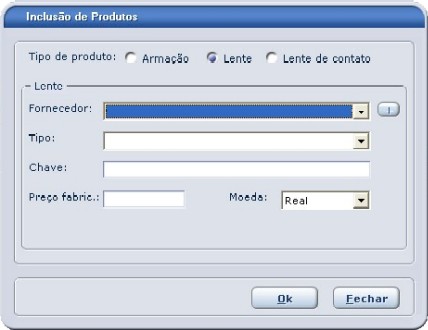 Inclusão de Produtos
Tipo de produto: Armação Lente Lente de contato
Lente
Fornecedor:
Tipo:
Chave:
Preço fabric.: Moeda: Real
Ok Fechar